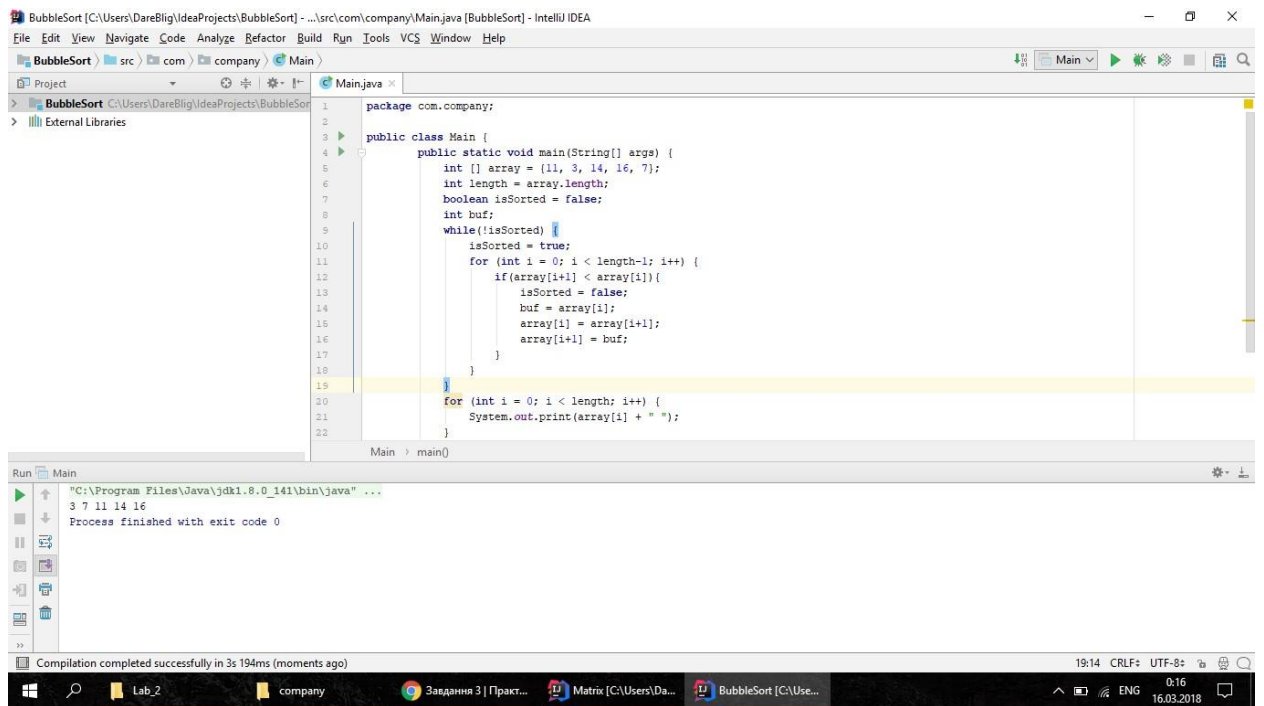 BubbleSort [C:\Users\DareBlig\IdeaProjects\BubbleSort] - ...\src\com\company\Main.java [BubbleSort] - IntelliJ IDEA
File Edit View Navigate Code Analyze Refactor Build Run Tools VCS Window Help
BubbleSort src com company Main
Main
Project
Main.java
BubbleSort C:\Users\DareBlig\IdeaProjects\BubbleSor
External Libraries
1 package com.company;
2
3 public class Main {
4 public static void main(String[] args) {
5 int [] array = {11, 3, 14, 16, 7};
6 int length = array.length;
7 boolean isSorted = false;
8 int buf;
9 while(!isSorted) {
10 isSorted = true;
11 for (int i = 0; i < length-1; i++) {
12 if(array[i+1] < array[i]){
13 isSorted = false;
14 buf = array[i];
15 array[i] = array[i+1];
16 array[i+1] = buf;
17 }
18 }
19 }
20 for (int i = 0; i < length; i++) {
21 System.out.print(array[i] + " ");
22 }
Main > main()
Run Main
"C:\Program Files\Java\jdk1.8.0_141\bin\java" ...
3 7 11 14 16
Process finished with exit code 0
Compilation completed successfully in 3s 194ms (moments ago)
19:14 CRLF UTF-8
Lab_2 company Завдання 3 | Практ... Matrix [C:\Users\Da... BubbleSort [C:\Use...
ENG
0:16
16.03.2018